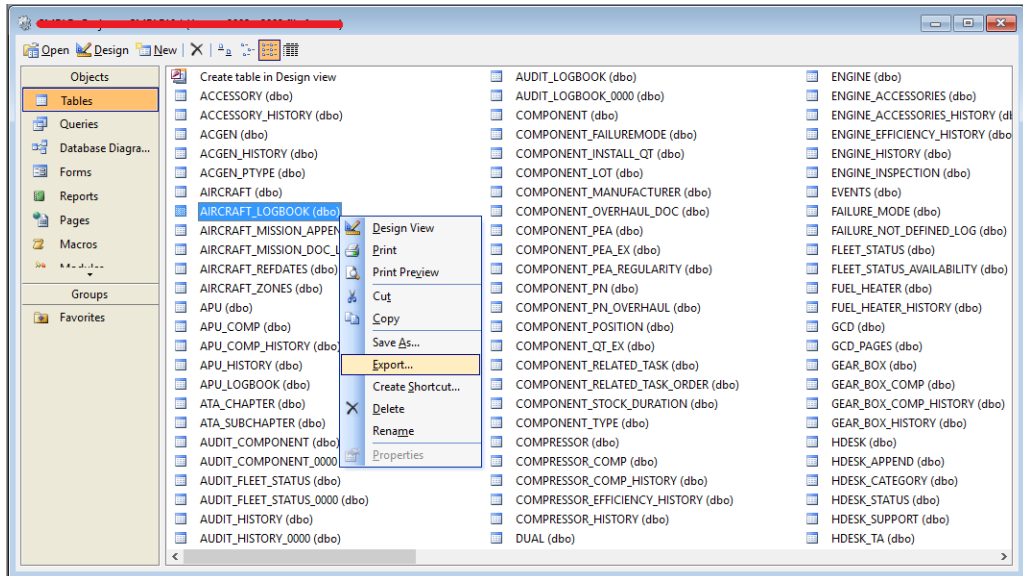 Open Design New
Objects
Tables
Queries
Database Diagra...
Forms
Reports
Pages
Macros
Groups
Favorites
Create table in Design view
ACCESSORY (dbo)
ACCESSORY_HISTORY (dbo)
ACGEN (dbo)
ACGEN_HISTORY (dbo)
ACGEN_PTYPE (dbo)
AIRCRAFT (dbo)
AIRCRAFT_LOGBOOK (dbo)
AIRCRAFT_MISSION_APPEN
AIRCRAFT_MISSION_DOC_L
AIRCRAFT_REFDATES (dbo)
AIRCRAFT_ZONES (dbo)
APU (dbo)
APU_COMP (dbo)
APU_COMP_HISTORY (dbo)
APU_HISTORY (dbo)
APU_LOGBOOK (dbo)
ATA_CHAPTER (dbo)
ATA_SUBCHAPTER (dbo)
AUDIT_COMPONENT (dbo)
AUDIT_COMPONENT_0000
AUDIT_FLEET_STATUS (dbo)
AUDIT_FLEET_STATUS_0000 (dbo)
AUDIT_HISTORY (dbo)
AUDIT_HISTORY_0000 (dbo)
Design View
Print
Print Preview
Cut
Copy
Save As...
Export...
Create Shortcut...
Delete
Rename
Properties
AUDIT_LOGBOOK (dbo)
AUDIT_LOGBOOK_0000 (dbo)
COMPONENT (dbo)
COMPONENT_FAILUREMODE (dbo)
COMPONENT_INSTALL_QT (dbo)
COMPONENT_LOT (dbo)
COMPONENT_MANUFACTURER (dbo)
COMPONENT_OVERHAUL_DOC (dbo)
COMPONENT_PEA (dbo)
COMPONENT_PEA_EX (dbo)
COMPONENT_PEA_REGULARITY (dbo)
COMPONENT_PN (dbo)
COMPONENT_PN_OVERHAUL (dbo)
COMPONENT_POSITION (dbo)
COMPONENT_QT_EX (dbo)
COMPONENT_RELATED_TASK (dbo)
COMPONENT_RELATED_TASK_ORDER (dbo)
COMPONENT_STOCK_DURATION (dbo)
COMPONENT_TYPE (dbo)
COMPRESSOR (dbo)
COMPRESSOR_COMP (dbo)
COMPRESSOR_COMP_HISTORY (dbo)
COMPRESSOR_EFFICIENCY_HISTORY (dbo)
COMPRESSOR_HISTORY (dbo)
DUAL (dbo)
ENGINE (dbo)
ENGINE_ACCESSORIES (dbo)
ENGINE_ACCESSORIES_HISTORY (d
ENGINE_EFFICIENCY_HISTORY (dbo
ENGINE_HISTORY (dbo)
ENGINE_INSPECTION (dbo)
EVENTS (dbo)
FAILURE_MODE (dbo)
FAILURE_NOT_DEFINED_LOG (dbo)
FLEET_STATUS (dbo)
FLEET_STATUS_AVAILABILITY (dbo)
FUEL_HEATER (dbo)
FUEL_HEATER_HISTORY (dbo)
GCD (dbo)
GCD_PAGES (dbo)
GEAR_BOX (dbo)
GEAR_BOX_COMP (dbo)
GEAR_BOX_COMP_HISTORY (dbo)
GEAR_BOX_HISTORY (dbo)
HDESK (dbo)
HDESK_APPEND (dbo)
HDESK_CATEGORY (dbo)
HDESK_STATUS (dbo)
HDESK_SUPPORT (dbo)
HDESK_TA (dbo)